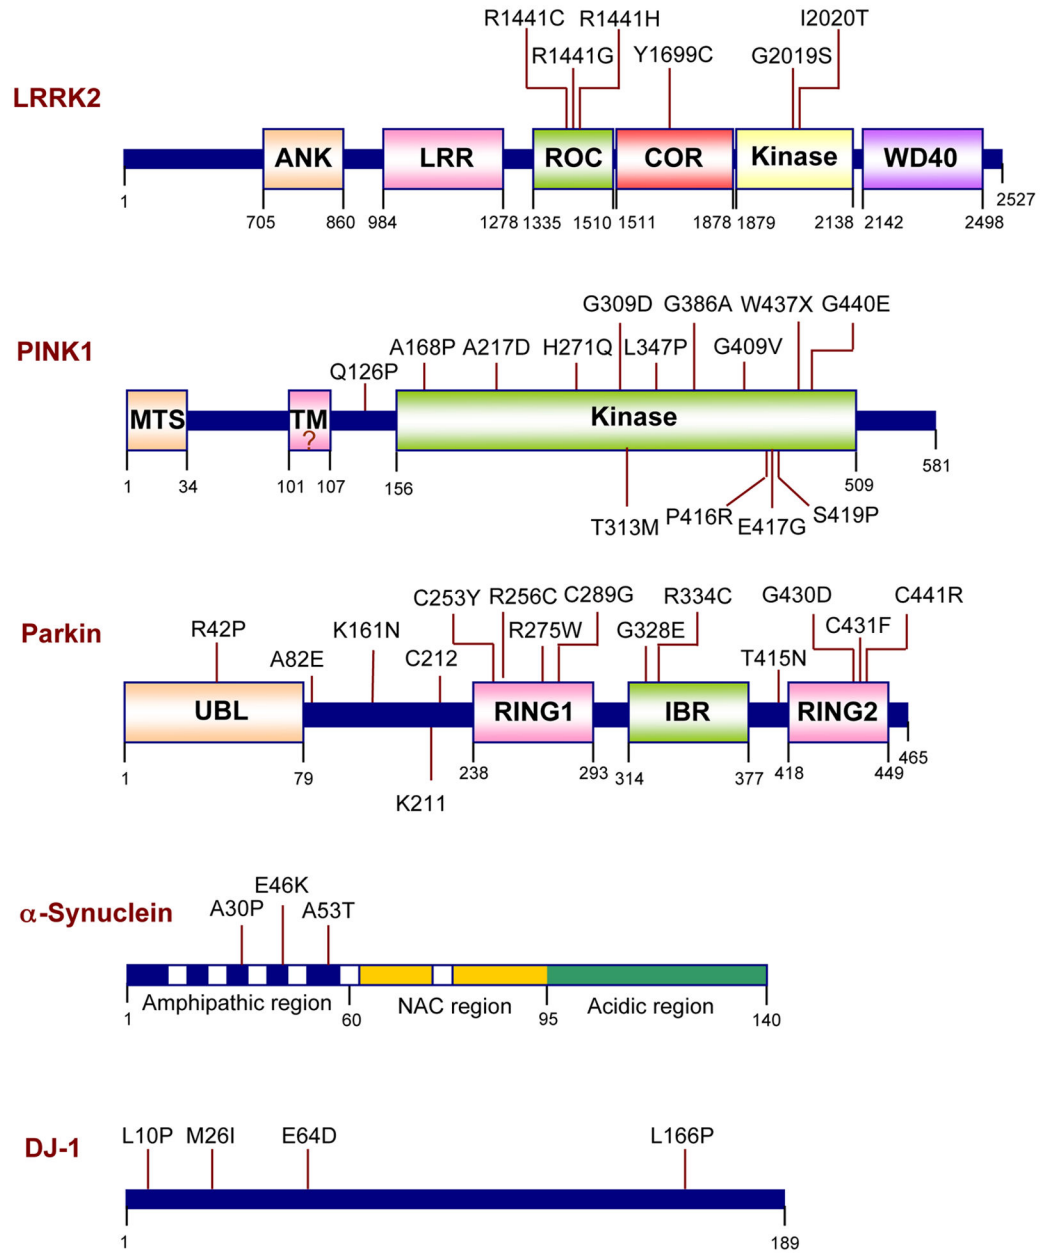 R1441C R1441H I2020T
R1441G Y1699C G2019S
LRRK2
ANK LRR ROC COR Kinase WD40
1 2527
705 860 984 1278 1335 1510 1511 1878 1879 2138 2142 2498
G309D G386A W437X G440E
PINK1
A168P A217D H271Q L347P G409V
Q126P
MTS TM Kinase
?
1 34 101 107 156 509 581
T313M P416R E417G S419P
C253Y R256C C289G R334C G430D C441R
Parkin
R42P K161N R275W G328E C431F
A82E C212 T415N
UBL RING1 IBR RING2
1 79 238 293 314 377 418 449 465
K211
E46K
α-Synuclein
A30P A53T
Amphipathic region NAC region Acidic region
1 60 95 140
DJ-1
L10P M26I E64D L166P
1 189